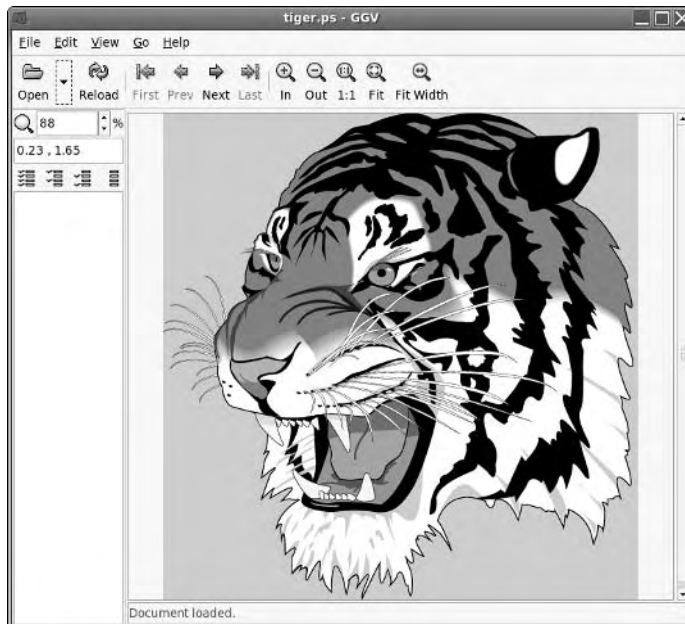 tiger.ps - GGV
File Edit View Go Help
Open Reload First Prev Next Last In Out 1:1 Fit Fit Width
88 %
0.23 , 1.65
Document loaded.